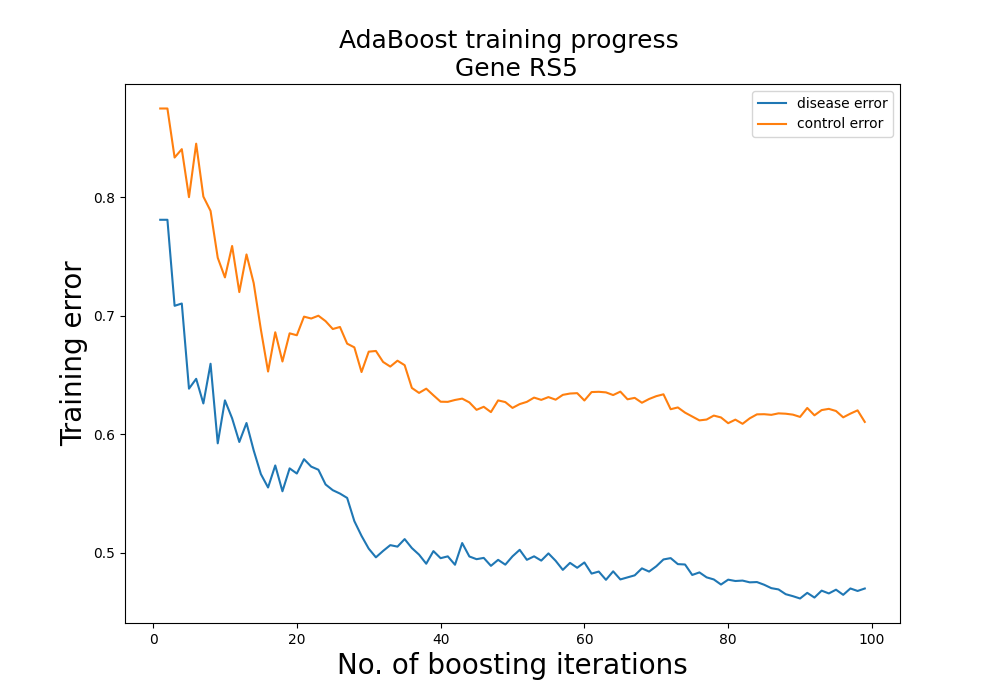 AdaBoost training progress
Gene RS5
disease error
control error
Training error
0.8
0.7
0.6
0.5
0
20
40
60
80
100
No. of boosting iterations